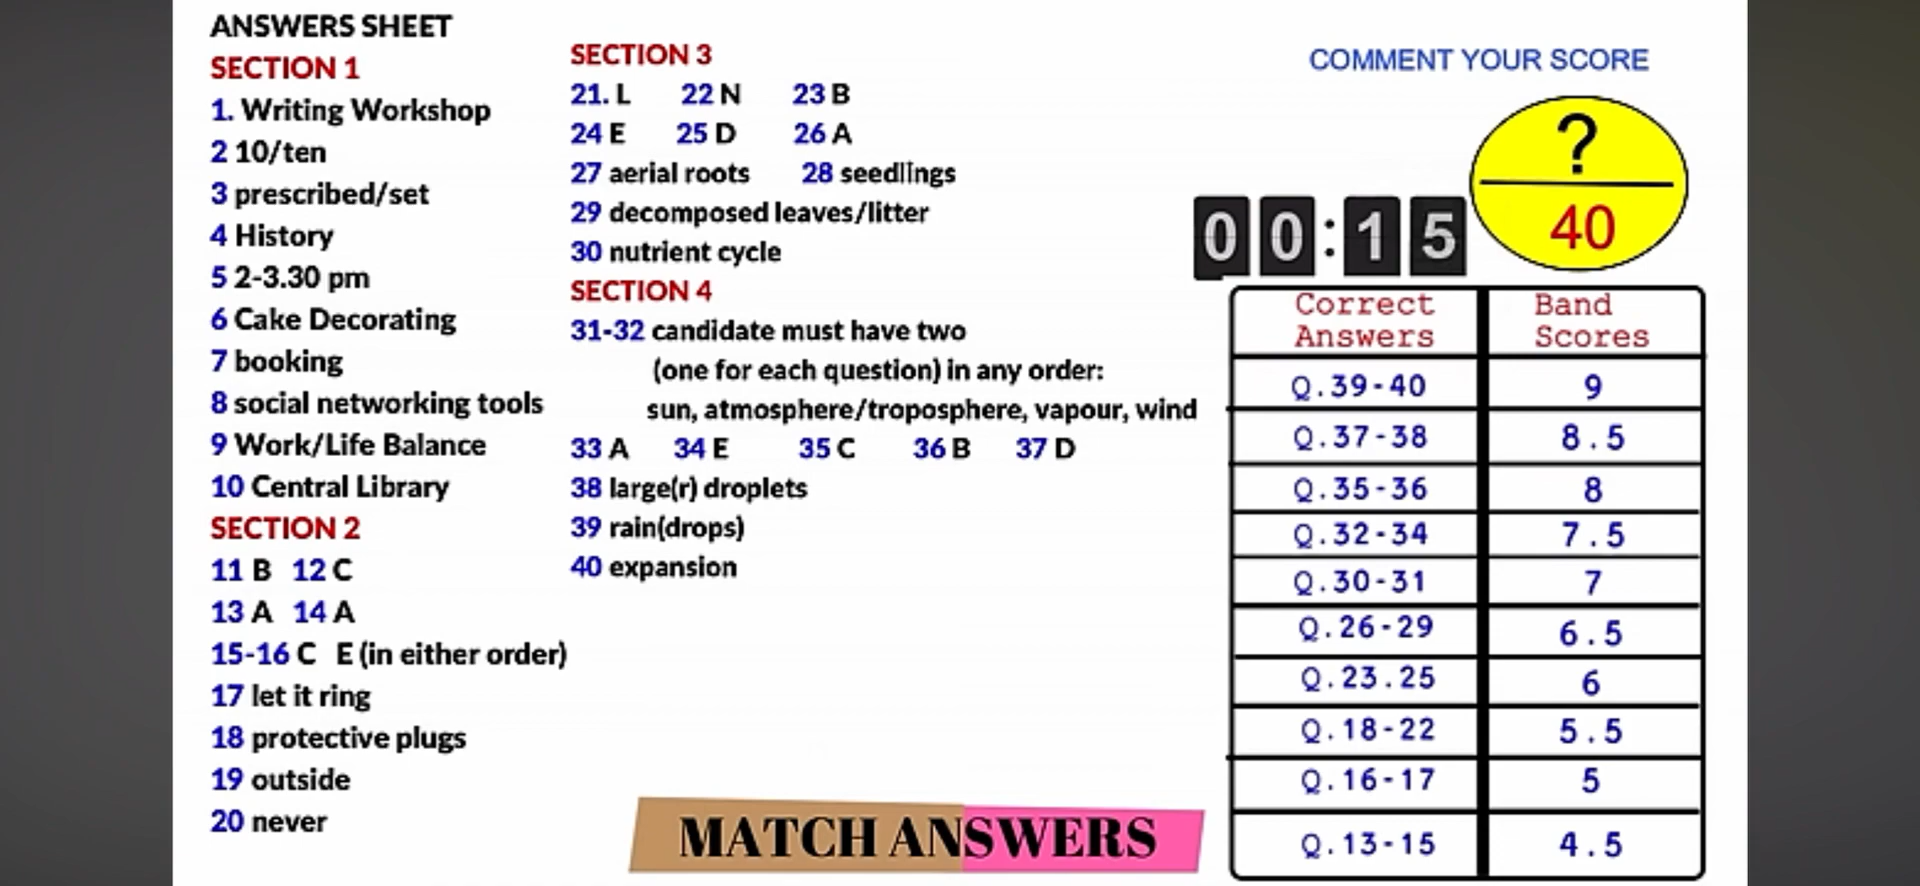 ANSWERS SHEET
SECTION 1
1. Writing Workshop
2 10/ten
3 prescribed/set
4 History
5 2-3.30 pm
6 Cake Decorating
7 booking
8 social networking tools
9 Work/Life Balance
10 Central Library
SECTION 2
11 B 12 C
13 A 14 A
15-16 C E (in either order)
17 let it ring
18 protective plugs
19 outside
20 never
SECTION 3
21. L 22 N 23 B
24 E 25 D 26 A
27 aerial roots 28 seedlings
29 decomposed leaves/litter
30 nutrient cycle
SECTION 4
31-32 candidate must have two
(one for each question) in any order:
sun, atmosphere/troposphere, vapour, wind
33 A 34 E 35 C 36 B 37 D
38 large(r) droplets
39 rain(drops)
40 expansion
MATCH ANSWERS
COMMENT YOUR SCORE
?
40
00:15
Correct Answers Band Scores
Q.39-40 9
Q.37-38 8.5
Q.35-36 8
Q.32-34 7.5
Q.30-31 7
Q.26-29 6.5
Q.23.25 6
Q.18-22 5.5
Q.16-17 5
Q.13-15 4.5